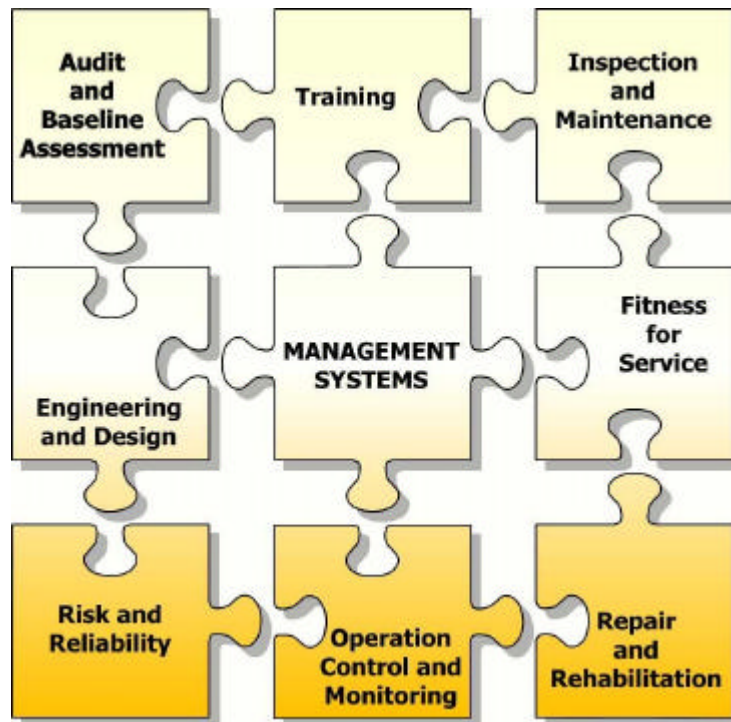 Audit
and
Baseline
Assessment
Training
Inspection
and
Maintenance
Engineering
and Design
MANAGEMENT
SYSTEMS
Fitness
for
Service
Risk and
Reliability
Operation
Control and
Monitoring
Repair
and
Rehabilitation